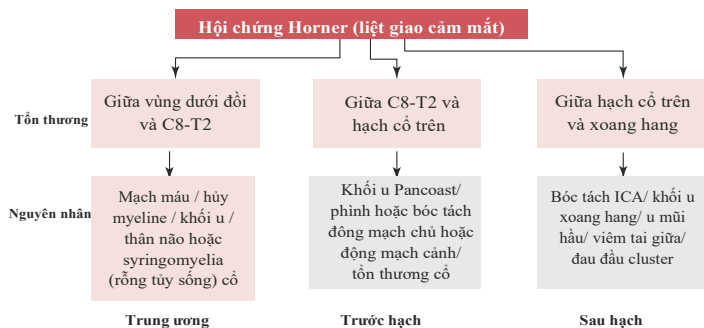 Hội chứng Horner (liệt giao cảm mắt)
Tổn thương
Giữa vùng dưới đồi
và C8-T2
Giữa C8-T2 và
hạch cổ trên
Giữa hạch cổ trên
và xoang hang
Nguyên nhân
Mạch máu / hủy
myeline / khối u /
thân não hoặc
syringomyelia
(rỗng tủy sống) cổ
Khối u Pancoast/
phình hoặc bóc tách
đông mạch chủ hoặc
động mạch cảnh/
tổn thương cổ
Bóc tách ICA/ khối u
xoang hang/ u mũi
hầu/ viêm tai giữa/
đau đầu cluster
Trung ương
Trước hạch
Sau hạch